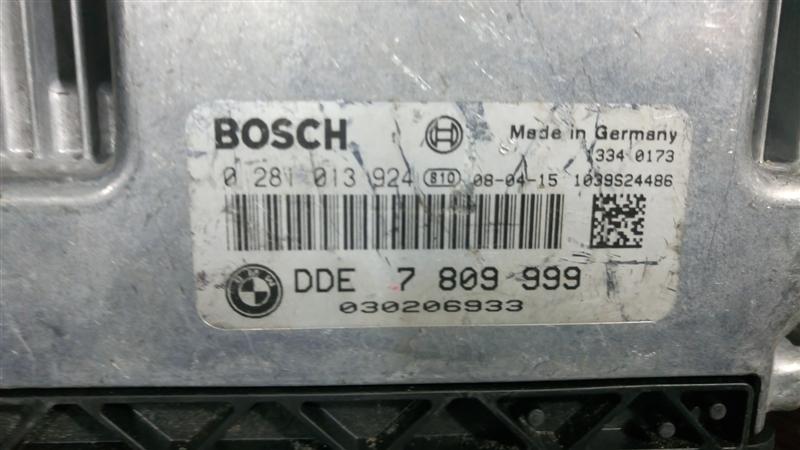 BOSCH
Made in Germany
1334 0173
0 281 013 924 810 08-04-15 1039S24486
DDE 7 809 999
030206933